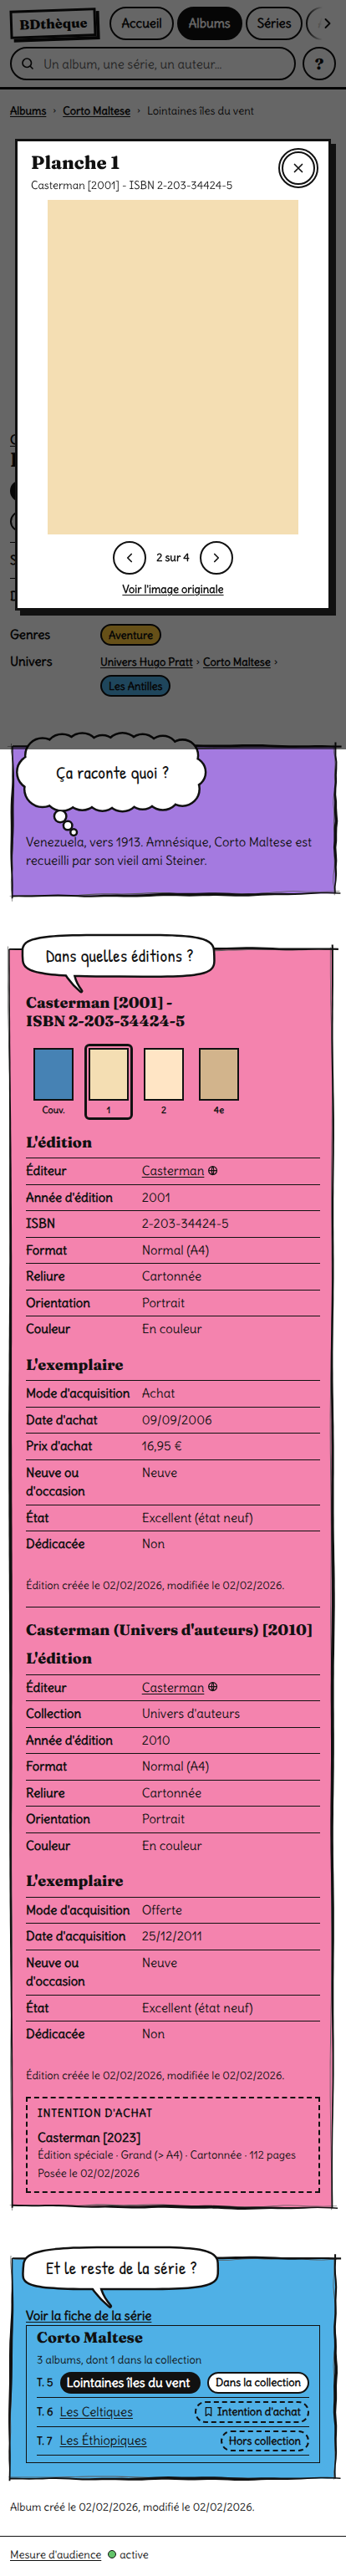 BDthèque
Accueil
Albums
Séries
Un album, une série, un auteur...
?
Albums › Corto Maltese › Lointaines îles du vent
Planche 1
Casterman [2001] - ISBN 2-203-34424-5
2 sur 4
Voir l'image originale
Genres Aventure
Univers Univers Hugo Pratt › Corto Maltese ›
Les Antilles
Ça raconte quoi ?
Venezuela, vers 1913. Amnésique, Corto Maltese est
recueilli par son vieil ami Steiner.
Dans quelles éditions ?
Casterman [2001] -
ISBN 2-203-34424-5
Couv. 1 2 4e
L'édition
Éditeur Casterman
Année d'édition 2001
ISBN 2-203-34424-5
Format Normal (A4)
Reliure Cartonnée
Orientation Portrait
Couleur En couleur
L'exemplaire
Mode d'acquisition Achat
Date d'achat 09/09/2006
Prix d'achat 16,95 €
Neuve ou Neuve
d'occasion
État Excellent (état neuf)
Dédicacée Non
Édition créée le 02/02/2026, modifiée le 02/02/2026.
Casterman (Univers d'auteurs) [2010]
L'édition
Éditeur Casterman
Collection Univers d'auteurs
Année d'édition 2010
Format Normal (A4)
Reliure Cartonnée
Orientation Portrait
Couleur En couleur
L'exemplaire
Mode d'acquisition Offerte
Date d'acquisition 25/12/2011
Neuve ou Neuve
d'occasion
État Excellent (état neuf)
Dédicacée Non
Édition créée le 02/02/2026, modifiée le 02/02/2026.
INTENTION D'ACHAT
Casterman [2023]
Édition spéciale · Grand (> A4) · Cartonnée · 112 pages
Posée le 02/02/2026
Et le reste de la série ?
Voir la fiche de la série
Corto Maltese
3 albums, dont 1 dans la collection
T. 5 Lointaines îles du vent Dans la collection
T. 6 Les Celtiques Intention d'achat
T. 7 Les Éthiopiques Hors collection
Album créé le 02/02/2026, modifié le 02/02/2026.
Mesure d'audience active